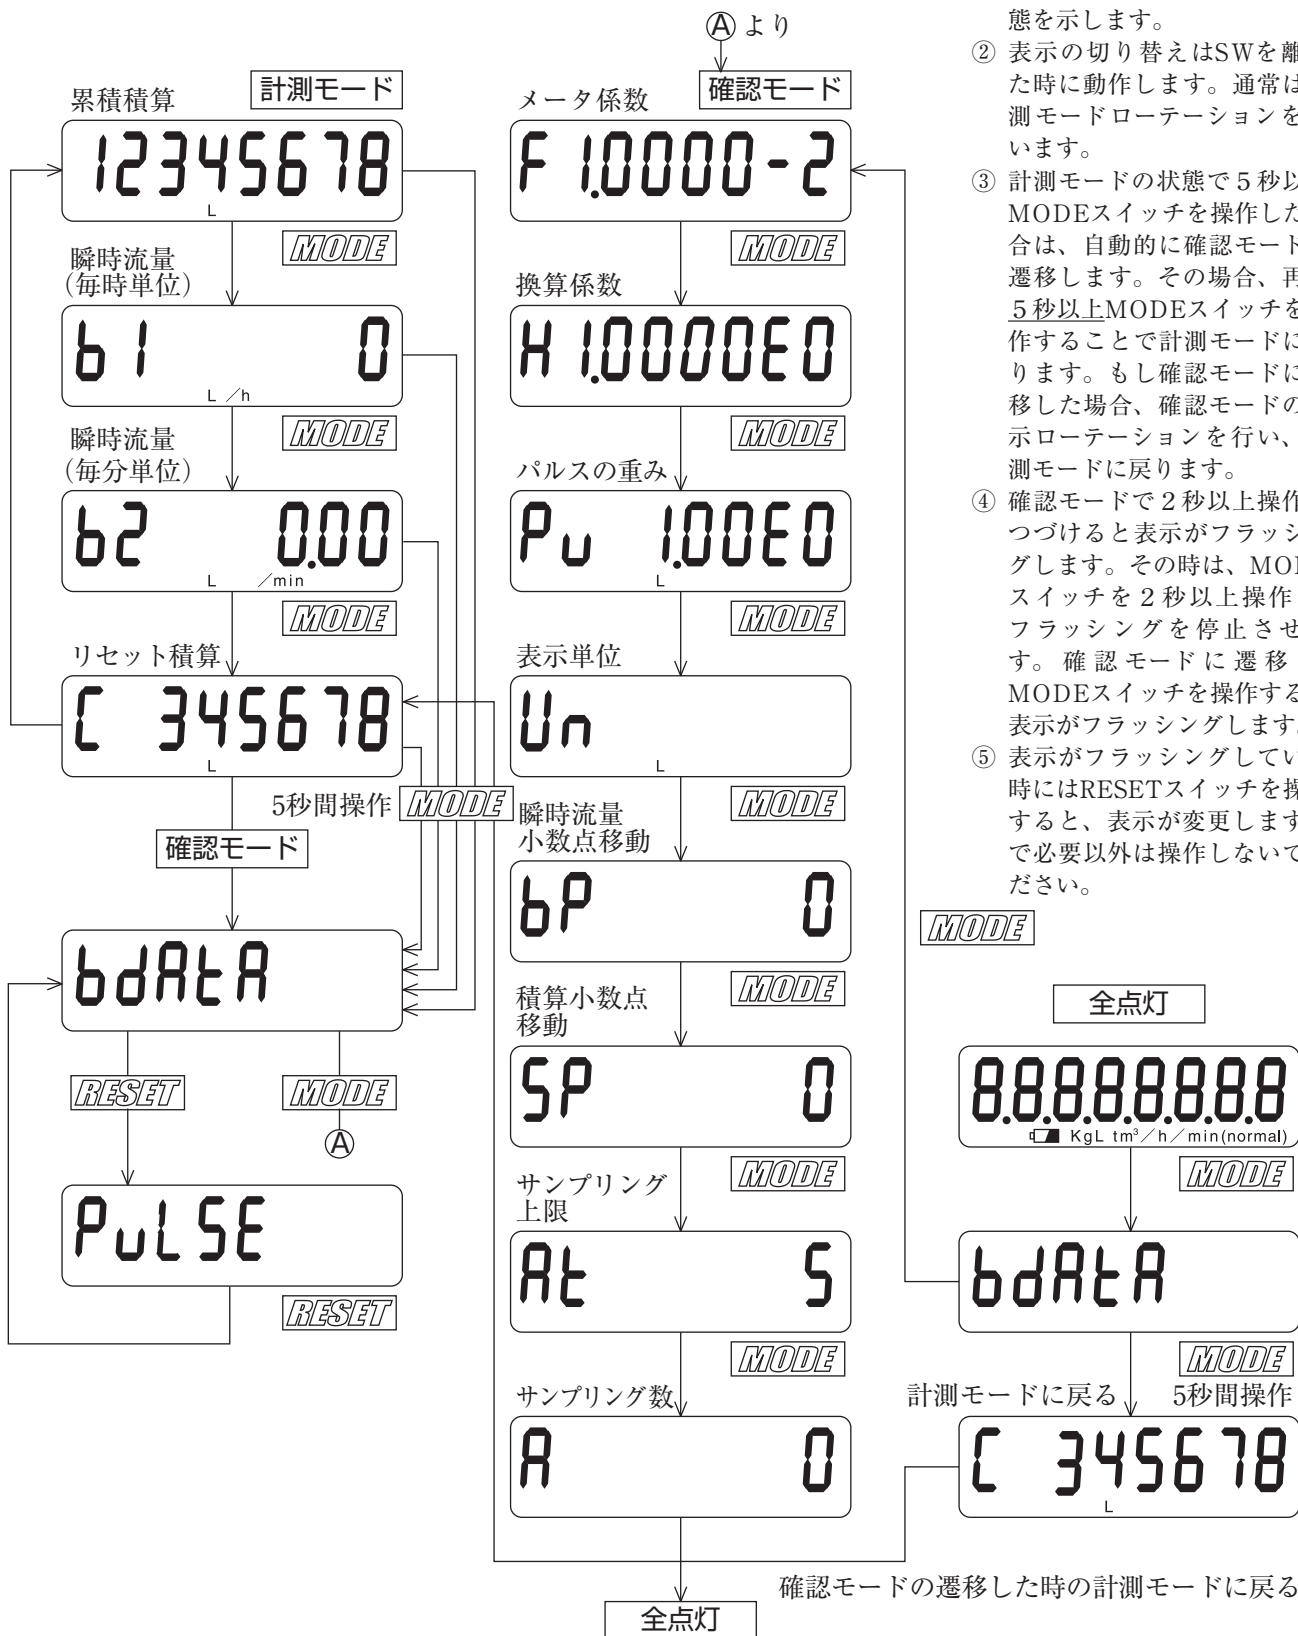 計測モード
累積積算
12345678
L
MODE
瞬時流量
(毎時単位)
b1 0
L ／h
MODE
瞬時流量
(毎分単位)
b2 0.00
L ／min
MODE
リセット積算
C 345678
L
5秒間操作 MODE
確認モード
bdAtA
RESET
MODE
Ⓐ
PuLSE
RESET
Ⓐより
確認モード
メータ係数
F 1.0000-2
MODE
換算係数
H 1.0000E0
MODE
パルスの重み
Pu 1.00E0
L
MODE
表示単位
Un
L
MODE
瞬時流量
小数点移動
bP 0
MODE
積算小数点
移動
SP 0
MODE
サンプリング
上限
At 5
MODE
サンプリング数
A 0
全点灯
態を示します。
② 表示の切り替えはSWを離
た時に動作します。通常は
測モードローテーションを
います。
③ 計測モードの状態で５秒以
MODEスイッチを操作した
合は、自動的に確認モード
遷移します。その場合、再
５秒以上MODEスイッチを
作することで計測モードに
ります。もし確認モードに
移した場合、確認モードの
示ローテーションを行い、
測モードに戻ります。
④ 確認モードで２秒以上操作
つづけると表示がフラッシ
グします。その時は、MOD
スイッチを２秒以上操作
フラッシングを停止させ
す。確認モードに遷移
MODEスイッチを操作する
表示がフラッシングします。
⑤ 表示がフラッシングしてい
時にはRESETスイッチを操
すると、表示が変更します
で必要以外は操作しないで
ださい。
MODE
全点灯
8.8.8.8.8.8.8.8
KgL tm³／h／min(normal)
MODE
bdAtA
MODE
計測モードに戻る 5秒間操作
C 345678
L
確認モードの遷移した時の計測モードに戻る